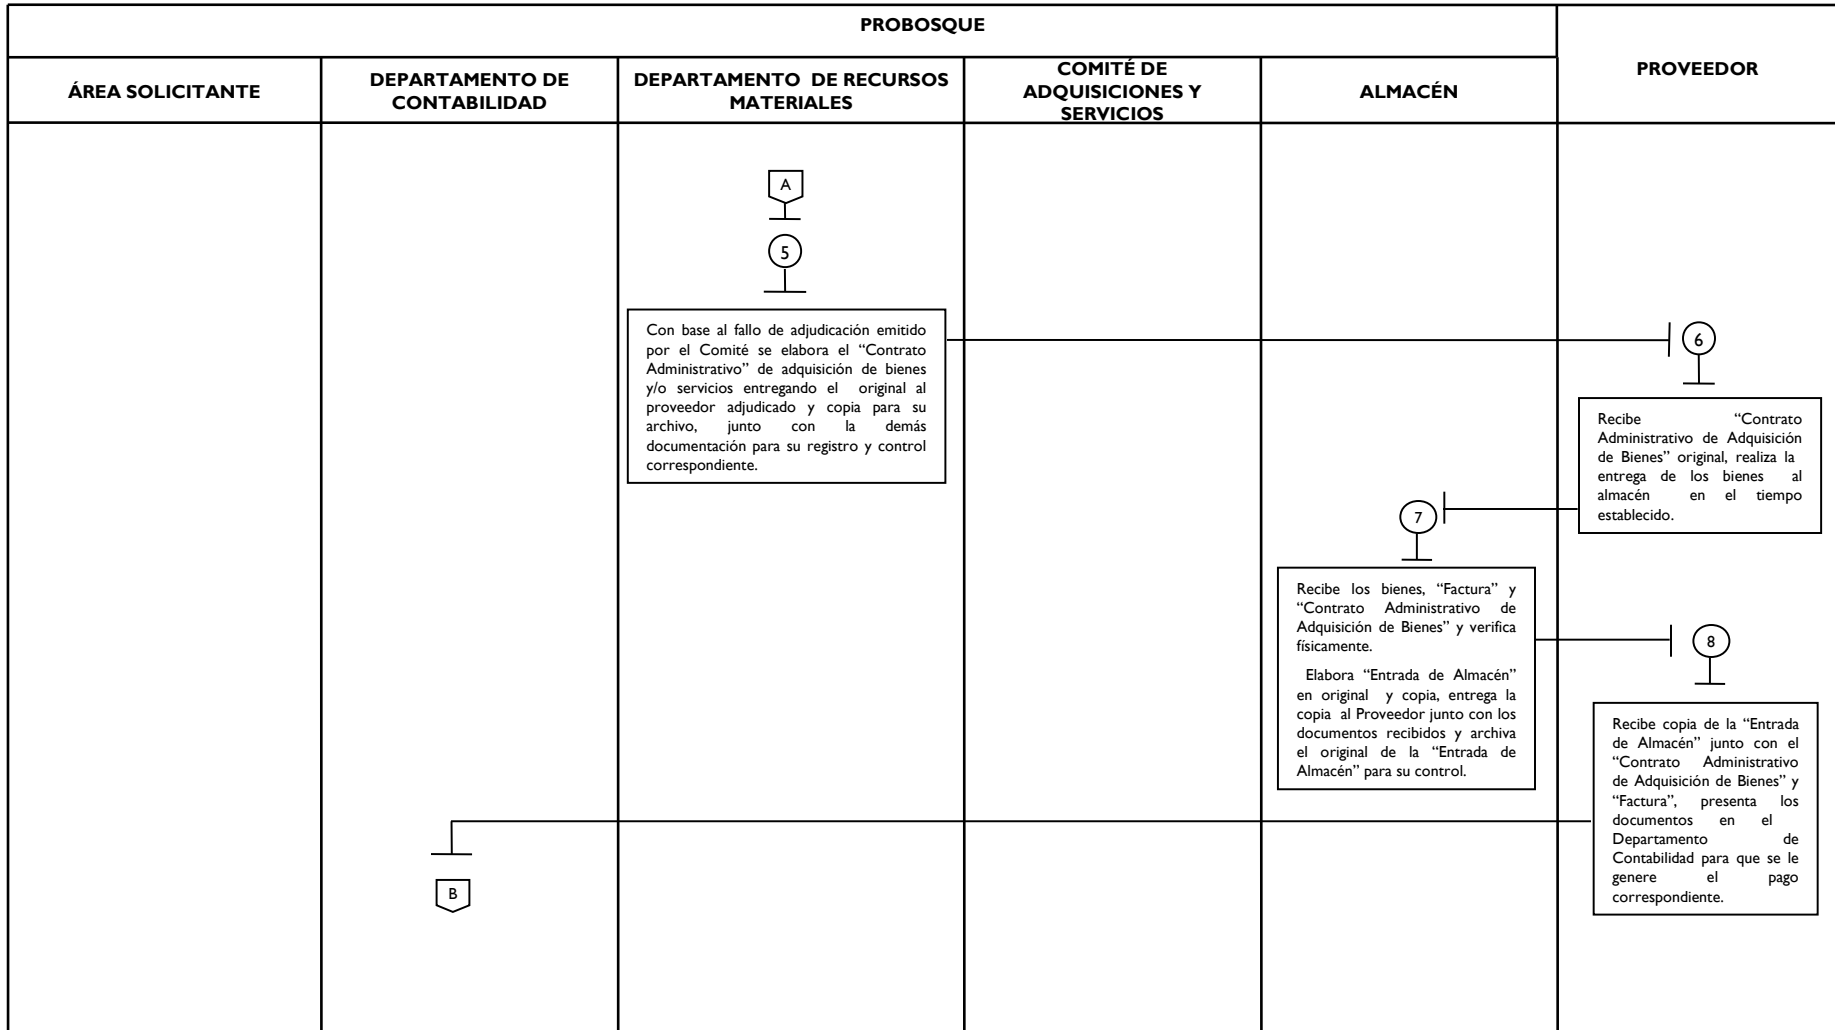 PROBOSQUE
PROVEEDOR
ÁREA SOLICITANTE
DEPARTAMENTO DE
CONTABILIDAD
DEPARTAMENTO DE RECURSOS
MATERIALES
COMITÉ DE
ADQUISICIONES Y
SERVICIOS
ALMACÉN
A
5
Con base al fallo de adjudicación emitido
por el Comité se elabora el “Contrato
Administrativo” de adquisición de bienes
y/o servicios entregando el original al
proveedor adjudicado y copia para su
archivo, junto con la demás
documentación para su registro y control
correspondiente.
6
Recibe “Contrato
Administrativo de Adquisición
de Bienes” original, realiza la
entrega de los bienes al
almacén en el tiempo
establecido.
7
Recibe los bienes, “Factura” y
“Contrato Administrativo de
Adquisición de Bienes” y verifica
físicamente.
Elabora “Entrada de Almacén”
en original y copia, entrega la
copia al Proveedor junto con los
documentos recibidos y archiva
el original de la “Entrada de
Almacén” para su control.
8
Recibe copia de la “Entrada
de Almacén” junto con el
“Contrato Administrativo
de Adquisición de Bienes” y
“Factura”, presenta los
documentos en el
Departamento de
Contabilidad para que se le
genere el pago
correspondiente.
B